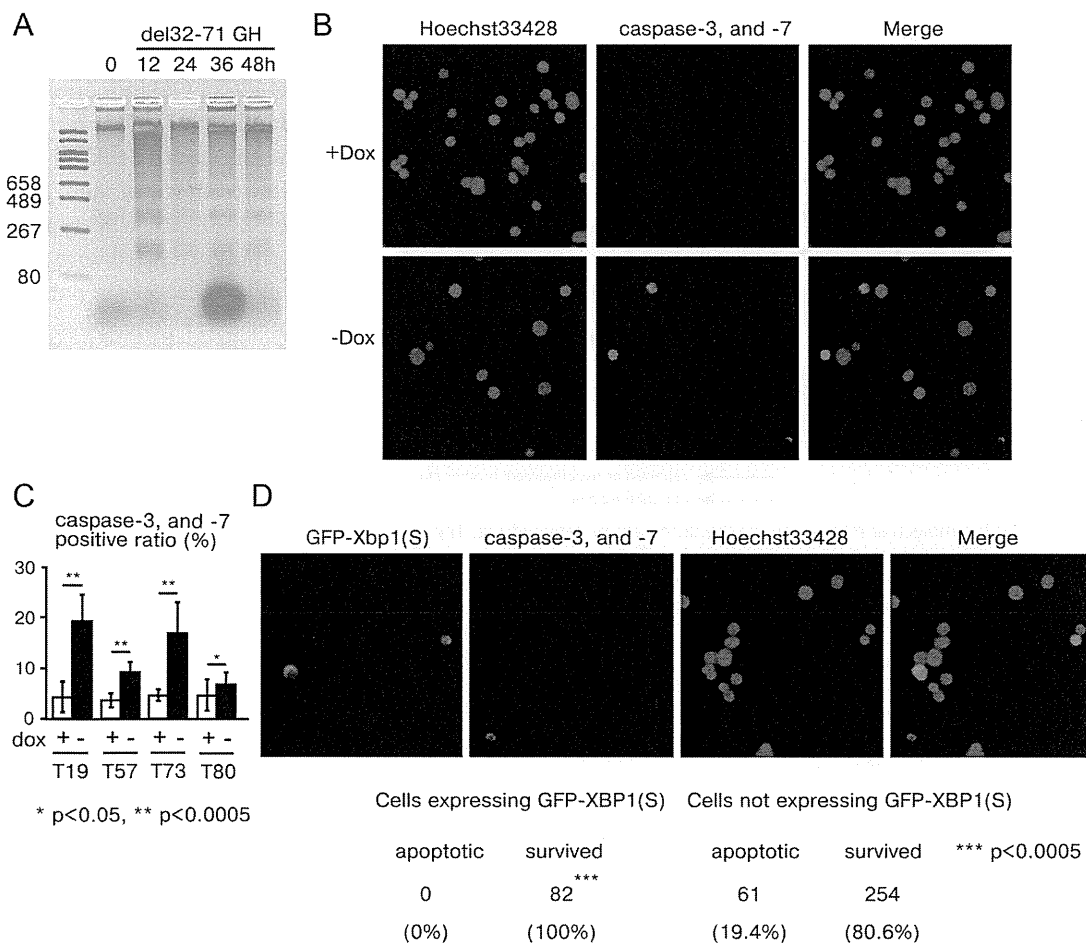 A
del32-71 GH
0 12 24 36 48h
658
489
267
80
B
Hoechst33428 caspase-3, and -7 Merge
+Dox
-Dox
C
caspase-3, and -7
positive ratio (%)
30
20
10
0
** ** ** *
dox + - + - + - + -
T19 T57 T73 T80
* p<0.05, ** p<0.0005
D
GFP-Xbp1(S) caspase-3, and -7 Hoechst33428 Merge
Cells expressing GFP-XBP1(S) Cells not expressing GFP-XBP1(S)
apoptotic survived apoptotic survived *** p<0.0005
0 82*** 61 254
(0%) (100%) (19.4%) (80.6%)